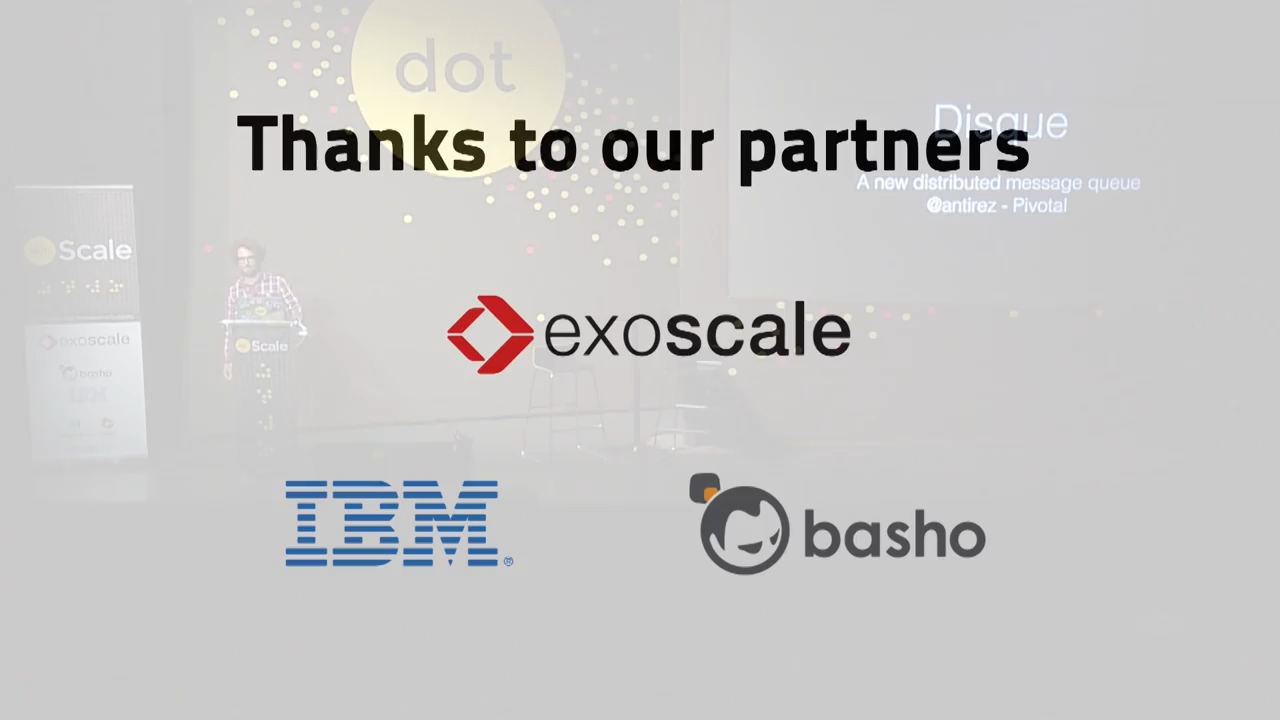 dot
Thanks to our partners
Disque
A new distributed message queue
@antirez - Pivotal
Scale
exoscale
basho
IBM
Scale
exoscale
IBM®
basho